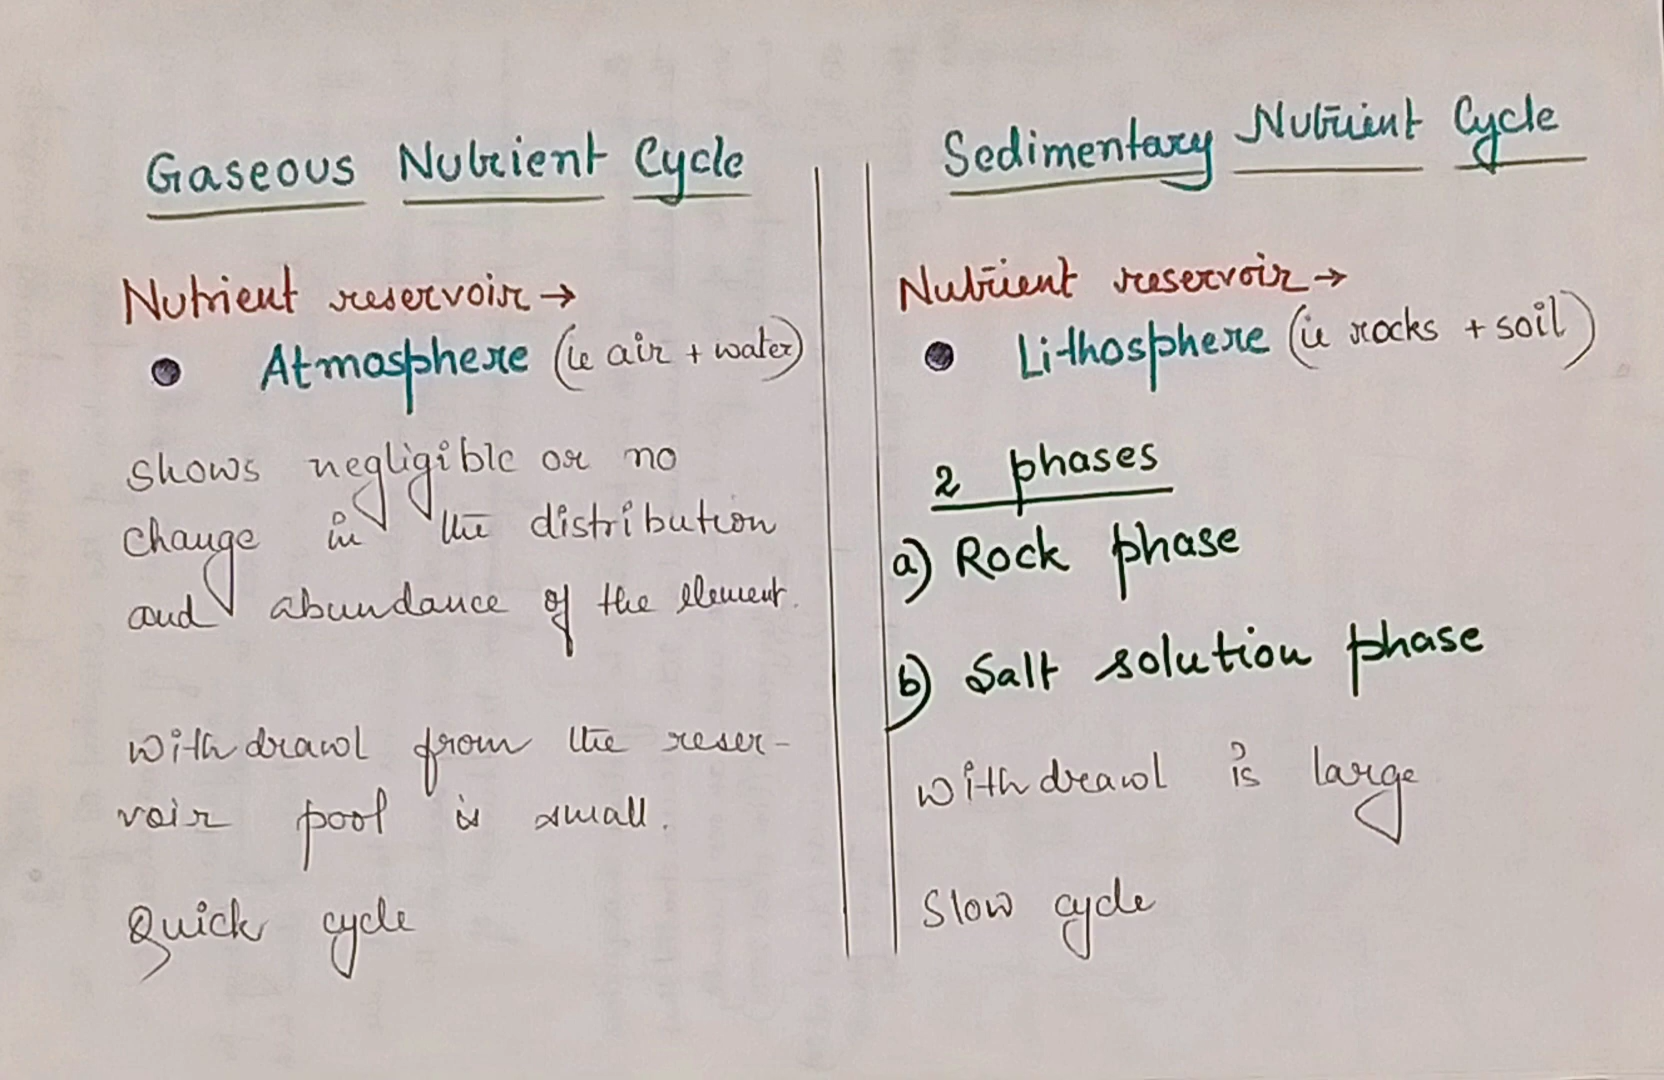 Gaseous Nutrient Cycle
Nutrient reservoir →
● Atmosphere (ie air + water)
shows negligible or no
change in the distribution
and abundance of the element.
withdrawl from the reser-
voir pool is small.
Quick cycle
Sedimentary Nutrient Cycle
Nutrient reservoir →
● Lithosphere (ie rocks + soil)
2 phases
a) Rock phase
b) Salt solution phase
withdrawl is large
Slow cycle